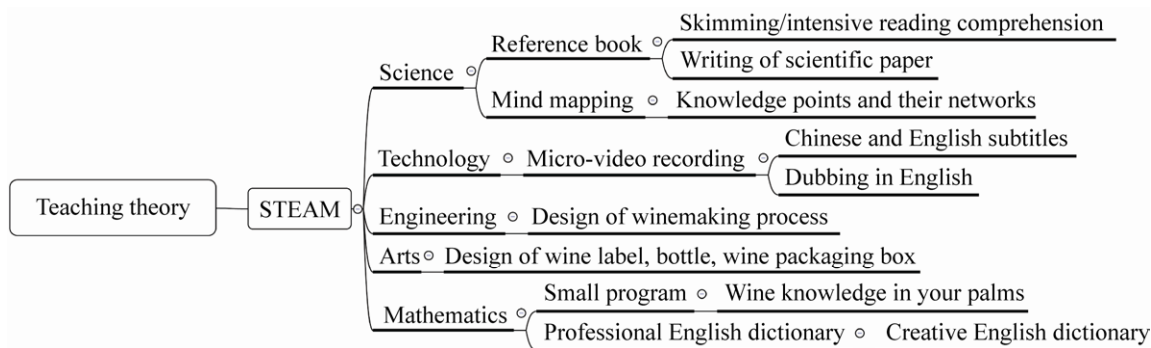 Teaching theory
STEAM
Science
Reference book
Skimming/intensive reading comprehension
Writing of scientific paper
Mind mapping
Knowledge points and their networks
Technology
Micro-video recording
Chinese and English subtitles
Dubbing in English
Engineering
Design of winemaking process
Arts
Design of wine label, bottle, wine packaging box
Mathematics
Small program
Wine knowledge in your palms
Professional English dictionary
Creative English dictionary